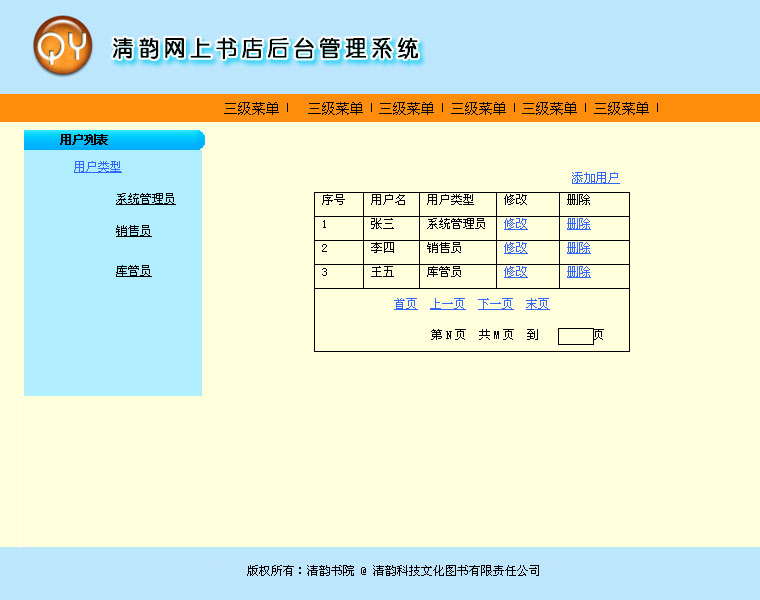 QY 清韵网上书店后台管理系统
三级菜单 | 三级菜单 | 三级菜单 | 三级菜单 | 三级菜单 | 三级菜单 |
用户列表
用户类型
系统管理员
销售员
库管员
添加用户
序号 用户名 用户类型 修改 删除
1 张三 系统管理员 修改 删除
2 李四 销售员 修改 删除
3 王五 库管员 修改 删除
首页 上一页 下一页 末页
第 N 页 共 M 页 到 页
版权所有：清韵书院 @ 清韵科技文化图书有限责任公司